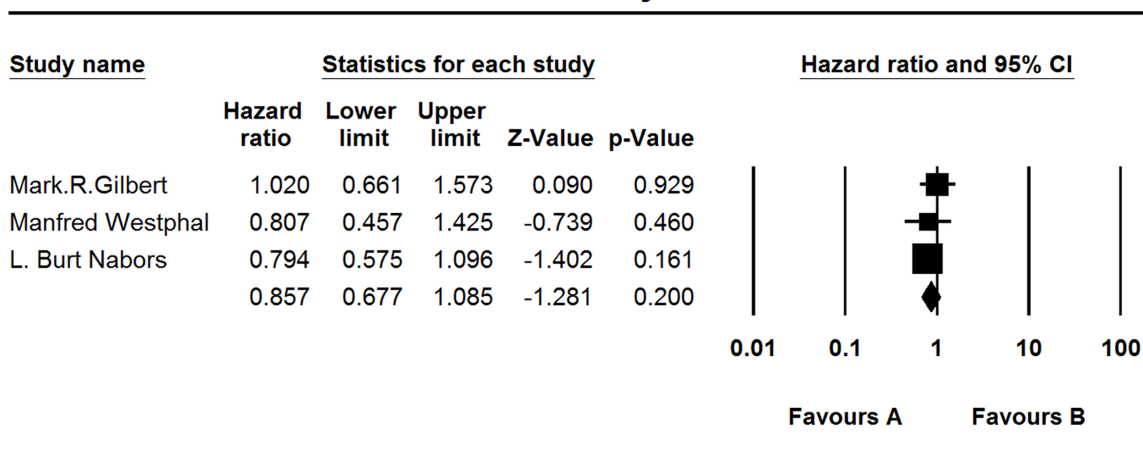 Study name Statistics for each study Hazard ratio and 95% CI
Hazard Lower Upper
ratio limit limit Z-Value p-Value
Mark.R.Gilbert 1.020 0.661 1.573 0.090 0.929
Manfred Westphal 0.807 0.457 1.425 -0.739 0.460
L. Burt Nabors 0.794 0.575 1.096 -1.402 0.161
0.857 0.677 1.085 -1.281 0.200
0.01 0.1 1 10 100
Favours A Favours B